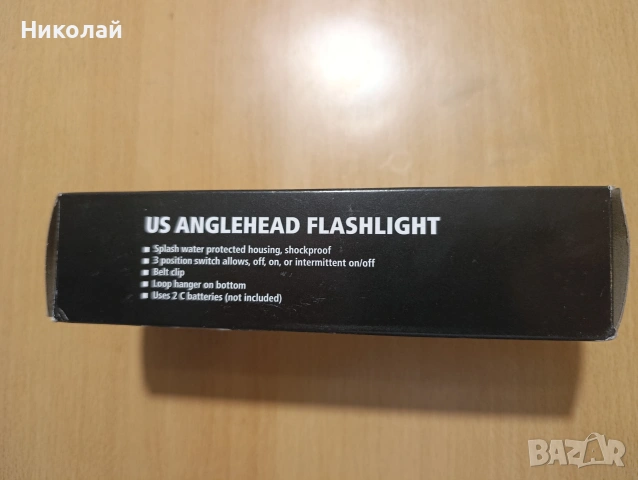 Николай
US ANGLEHEAD FLASHLIGHT
Splash water protected housing, shockproof
3 position switch allows, off, on, or intermittent on/off
Belt clip
Loop hanger on bottom
Uses 2 C batteries (not included)
BAZAR